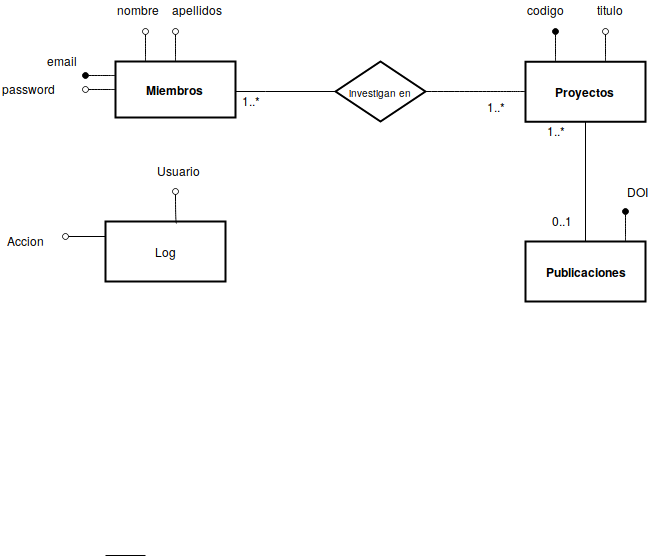 nombre apellidos
codigo titulo
email
password
Miembros
1..*
Investigan en
1..*
Proyectos
1..*
Usuario
DOI
Accion
Log
0..1
Publicaciones